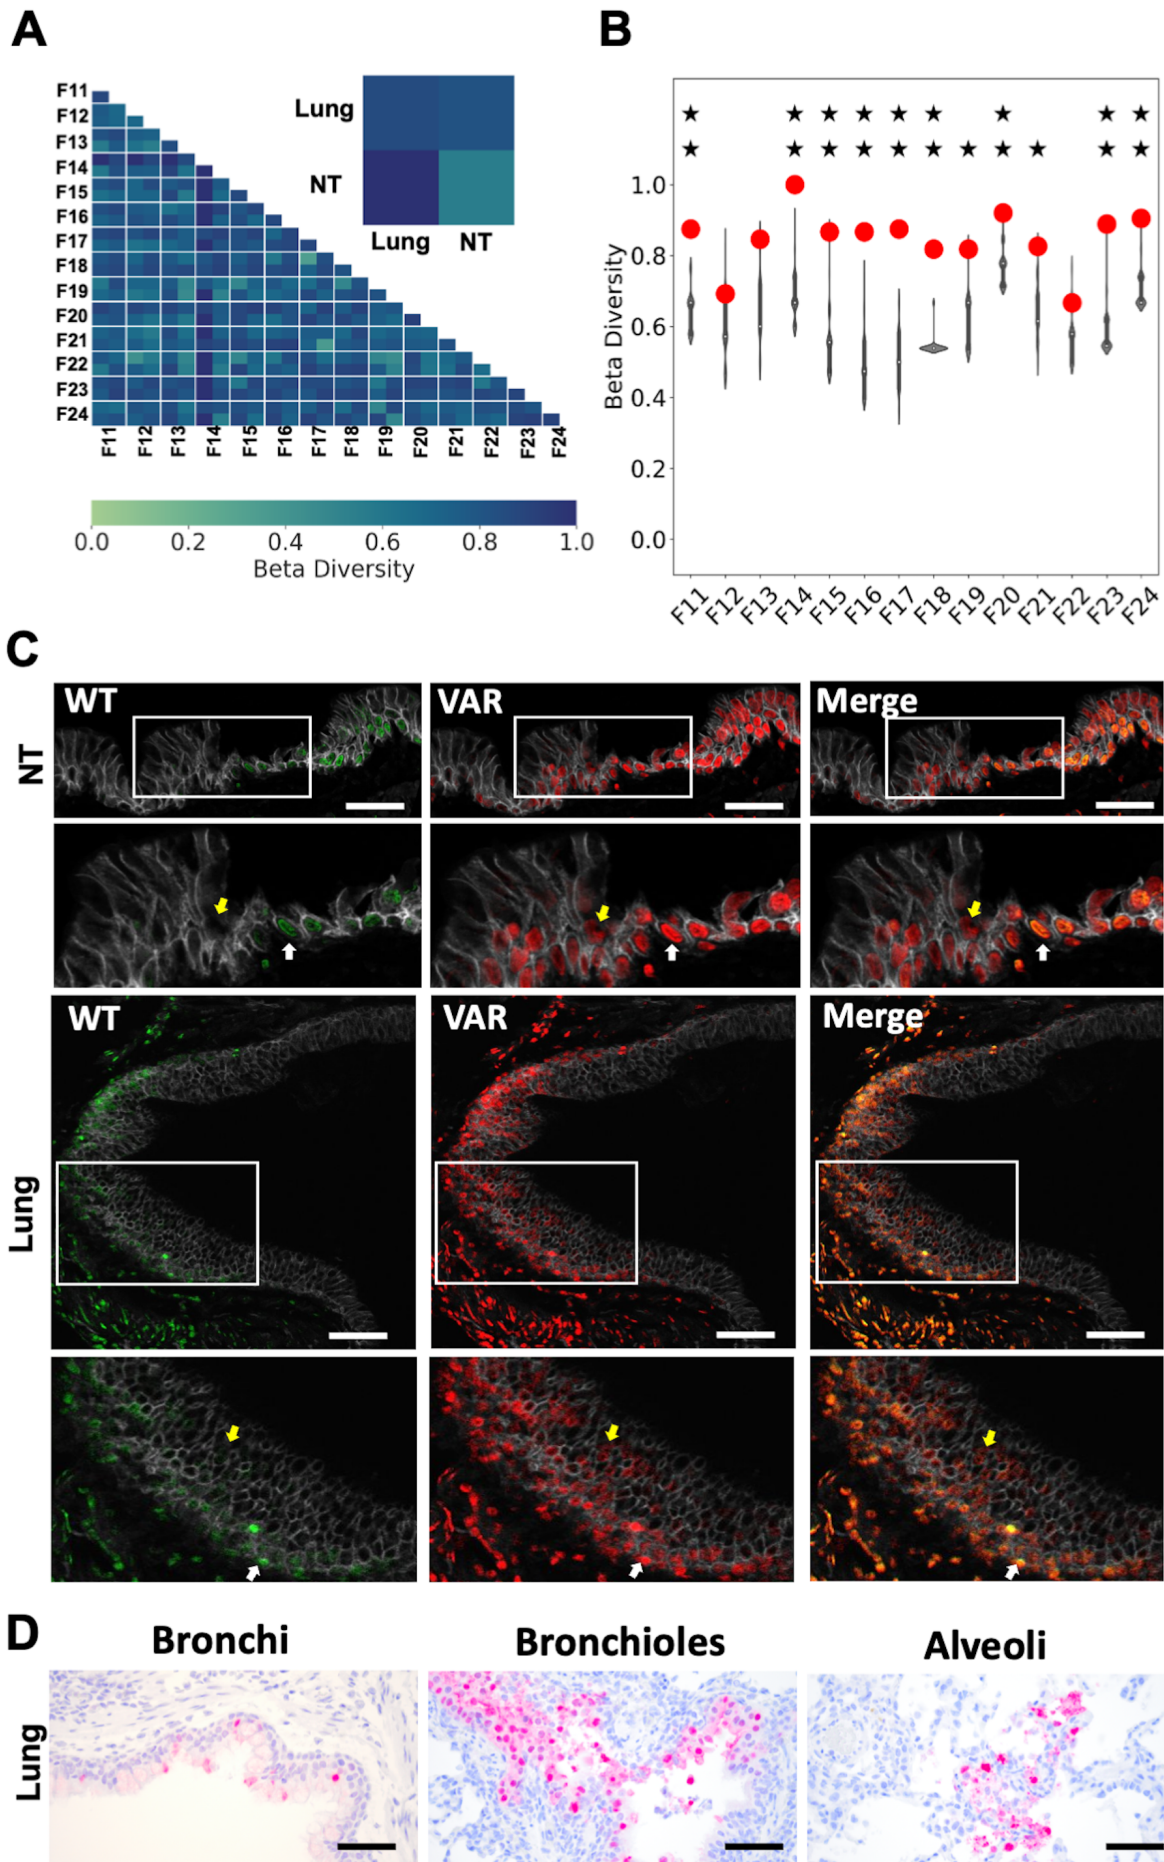 A
F11
F12
F13
F14
F15
F16
F17
F18
F19
F20
F21
F22
F23
F24
F11
F12
F13
F14
F15
F16
F17
F18
F19
F20
F21
F22
F23
F24
Lung
NT
Lung
NT
0.0
0.2
0.4
0.6
0.8
1.0
Beta Diversity
B
Beta Diversity
1.0
0.8
0.6
0.4
0.2
0.0
F11
F12
F13
F14
F15
F16
F17
F18
F19
F20
F21
F22
F23
F24
C
NT
WT
VAR
Merge
Lung
WT
VAR
Merge
D
Bronchi
Bronchioles
Alveoli
Lung